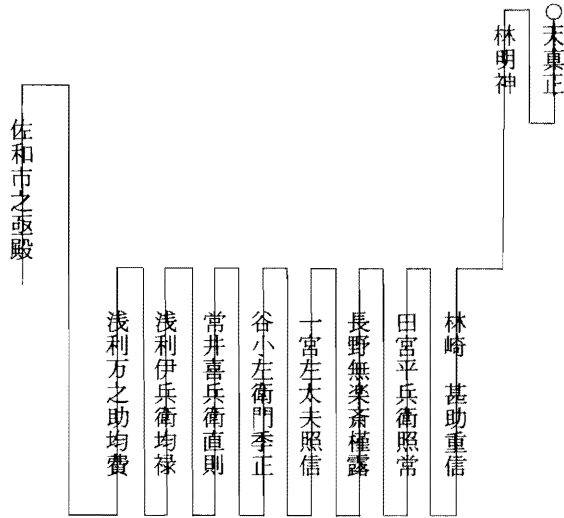 ○天真正
林明神
林崎 甚助重信
田宮平兵衛照常
長野無楽斎槿露
一宮左太夫照信
谷小左衛門季正
常井喜兵衛直則
浅利伊兵衛均禄
浅利万之助均費
佐和市之亟殿